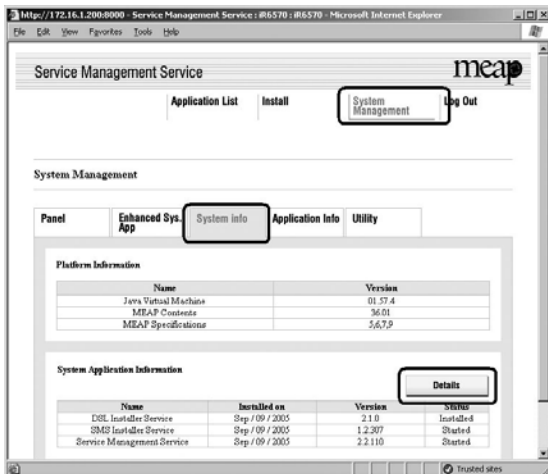 http://172.16.1.200:8000 - Service Management Service : iR6570 : iR6570 - Microsoft Internet Explorer
File Edit View Favorites Tools Help
Service Management Service meap
Application List Install System Management Log Out
System Management
Panel Enhanced Sys. App System info Application Info Utility
Platform Information
Name Version
Java Virtual Machine 01.57.4
MEAP Contents 36.01
MEAP Specifications 5,6,7,9
System Application Information
Details
Name Installed on Version Status
DSL Installer Service Sep / 09 / 2005 2.1.0 Installed
SMS Installer Service Sep / 09 / 2005 1.2.307 Started
Service Management Service Sep / 09 / 2005 2.2.110 Started
Trusted sites